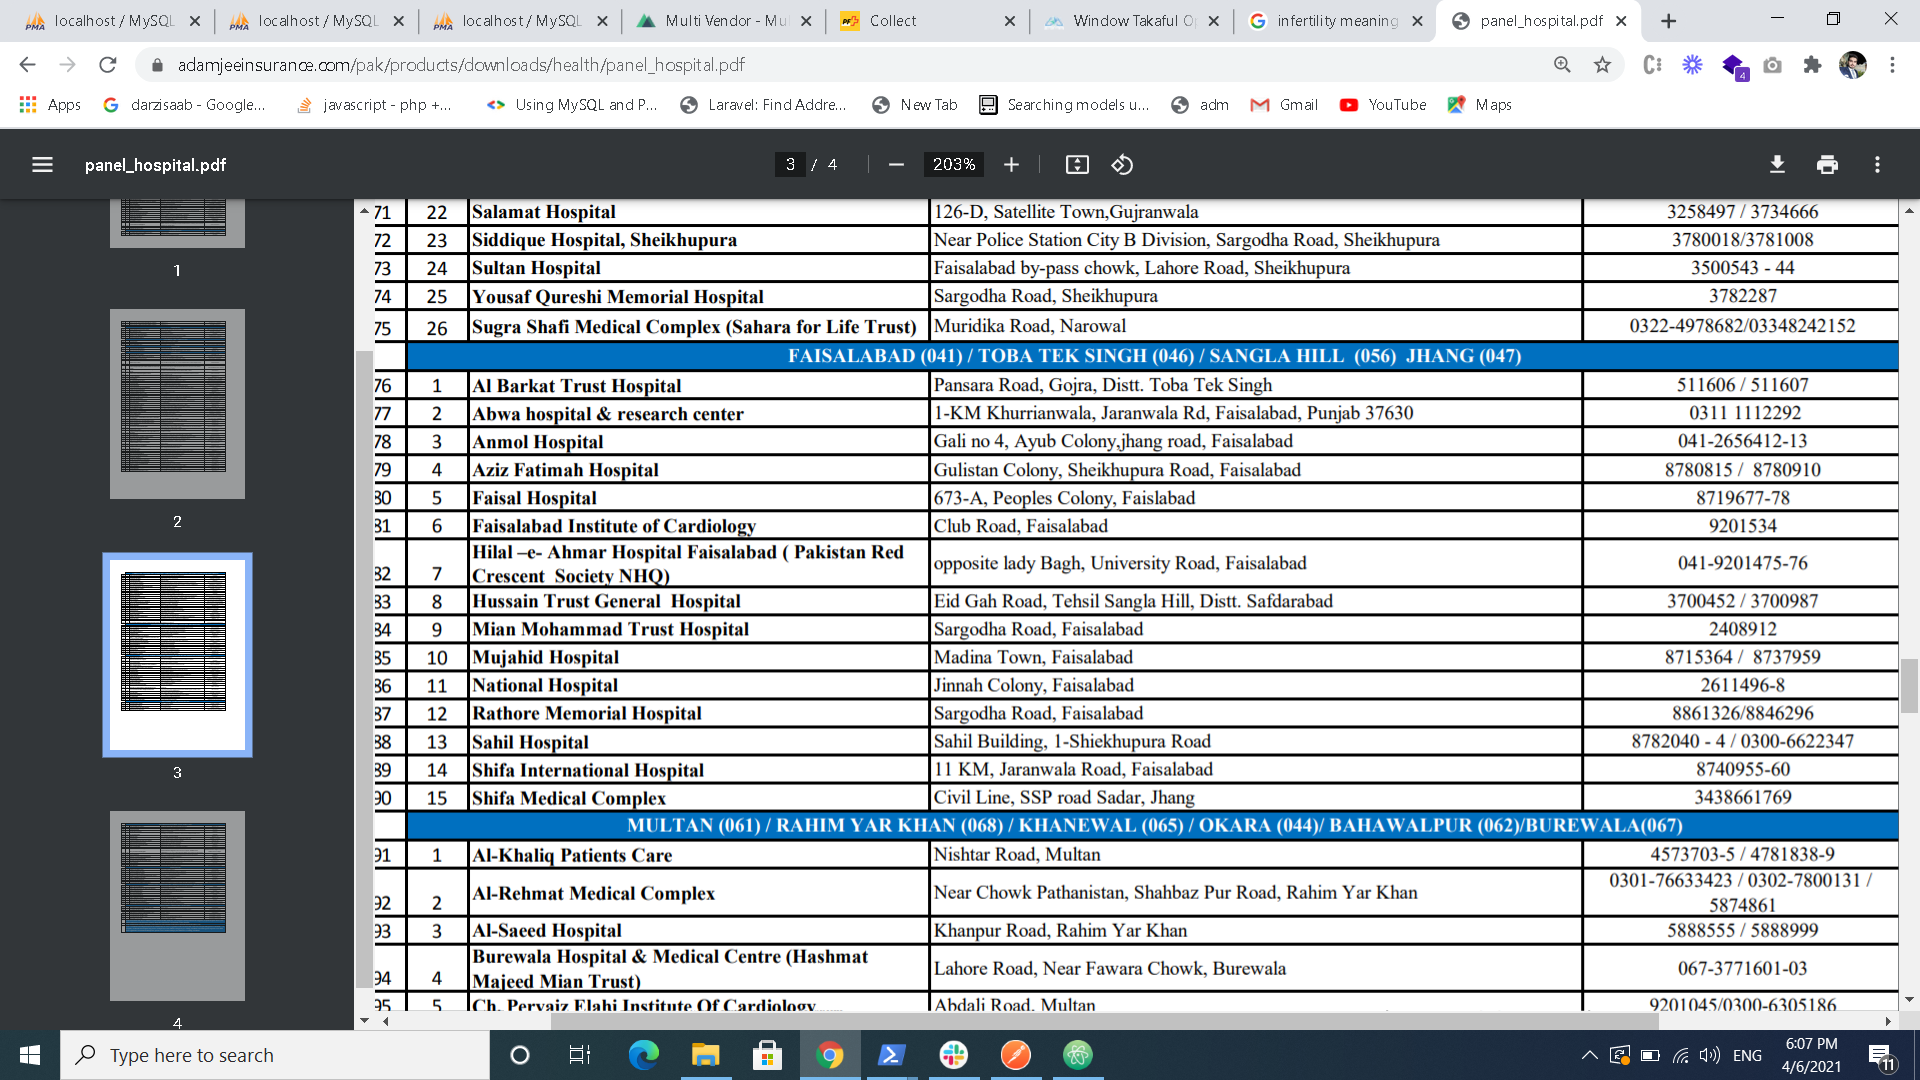 localhost / MySQL
localhost / MySQL
localhost / MySQL
Multi Vendor - Mu
Collect
Window Takaful O
infertility meaning
panel_hospital.pdf
adamjeeinsurance.com/pak/products/downloads/health/panel_hospital.pdf
4
Apps
darzisaab - Google...
javascript - php +...
Using MySQL and P...
Laravel: Find Addre...
New Tab
Searching models u...
adm
Gmail
YouTube
Maps
panel_hospital.pdf
3 / 4
203%
1
2
3
4
71 22 Salamat Hospital 126-D, Satellite Town,Gujranwala 3258497 / 3734666
72 23 Siddique Hospital, Sheikhupura Near Police Station City B Division, Sargodha Road, Sheikhupura 3780018/3781008
73 24 Sultan Hospital Faisalabad by-pass chowk, Lahore Road, Sheikhupura 3500543 - 44
74 25 Yousaf Qureshi Memorial Hospital Sargodha Road, Sheikhupura 3782287
75 26 Sugra Shafi Medical Complex (Sahara for Life Trust) Muridika Road, Narowal 0322-4978682/03348242152
FAISALABAD (041) / TOBA TEK SINGH (046) / SANGLA HILL (056) JHANG (047)
76 1 Al Barkat Trust Hospital Pansara Road, Gojra, Distt. Toba Tek Singh 511606 / 511607
77 2 Abwa hospital & research center 1-KM Khurrianwala, Jaranwala Rd, Faisalabad, Punjab 37630 0311 1112292
78 3 Anmol Hospital Gali no 4, Ayub Colony,jhang road, Faisalabad 041-2656412-13
79 4 Aziz Fatimah Hospital Gulistan Colony, Sheikhupura Road, Faisalabad 8780815 / 8780910
80 5 Faisal Hospital 673-A, Peoples Colony, Faislabad 8719677-78
81 6 Faisalabad Institute of Cardiology Club Road, Faisalabad 9201534
82 7 Hilal –e- Ahmar Hospital Faisalabad ( Pakistan Red
Crescent Society NHQ) opposite lady Bagh, University Road, Faisalabad 041-9201475-76
83 8 Hussain Trust General Hospital Eid Gah Road, Tehsil Sangla Hill, Distt. Safdarabad 3700452 / 3700987
84 9 Mian Mohammad Trust Hospital Sargodha Road, Faisalabad 2408912
85 10 Mujahid Hospital Madina Town, Faisalabad 8715364 / 8737959
86 11 National Hospital Jinnah Colony, Faisalabad 2611496-8
87 12 Rathore Memorial Hospital Sargodha Road, Faisalabad 8861326/8846296
88 13 Sahil Hospital Sahil Building, 1-Shiekhupura Road 8782040 - 4 / 0300-6622347
89 14 Shifa International Hospital 11 KM, Jaranwala Road, Faisalabad 8740955-60
90 15 Shifa Medical Complex Civil Line, SSP road Sadar, Jhang 3438661769
MULTAN (061) / RAHIM YAR KHAN (068) / KHANEWAL (065) / OKARA (044)/ BAHAWALPUR (062)/BUREWALA(067)
91 1 Al-Khaliq Patients Care Nishtar Road, Multan 4573703-5 / 4781838-9
92 2 Al-Rehmat Medical Complex Near Chowk Pathanistan, Shahbaz Pur Road, Rahim Yar Khan 0301-76633423 / 0302-7800131 /
5874861
93 3 Al-Saeed Hospital Khanpur Road, Rahim Yar Khan 5888555 / 5888999
94 4 Burewala Hospital & Medical Centre (Hashmat
Majeed Mian Trust) Lahore Road, Near Fawara Chowk, Burewala 067-3771601-03
95 5 Ch. Pervaiz Elahi Institute Of Cardiology Abdali Road, Multan 9201045/0300-6305186
Type here to search
ENG
6:07 PM
4/6/2021
11